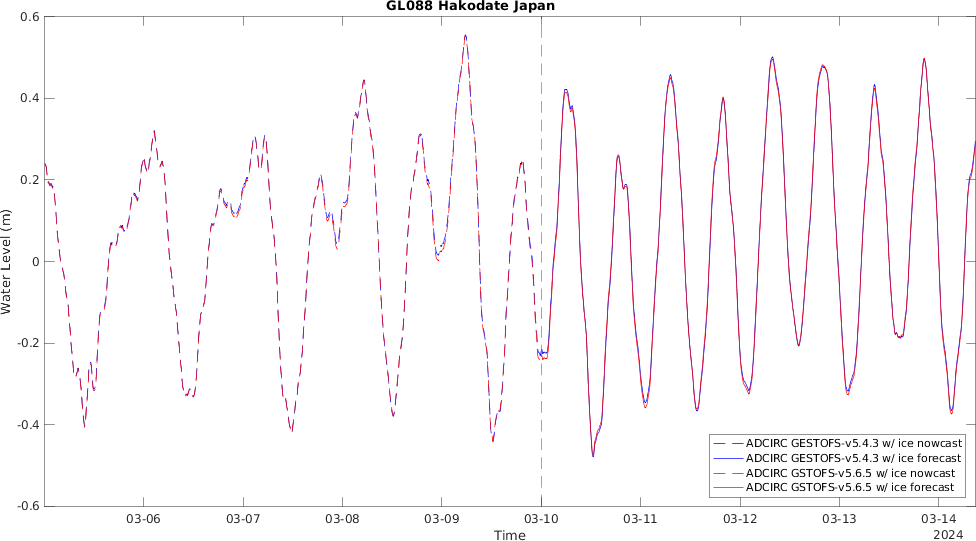 GL088 Hakodate Japan
0.6
0.4
0.2
0
-0.2
-0.4
-0.6
Water Level (m)
ADCIRC GESTOFS-v5.4.3 w/ ice nowcast
ADCIRC GESTOFS-v5.4.3 w/ ice forecast
ADCIRC GSTOFS-v5.6.5 w/ ice nowcast
ADCIRC GSTOFS-v5.6.5 w/ ice forecast
03-06 03-07 03-08 03-09 03-10 03-11 03-12 03-13 03-14
Time
2024